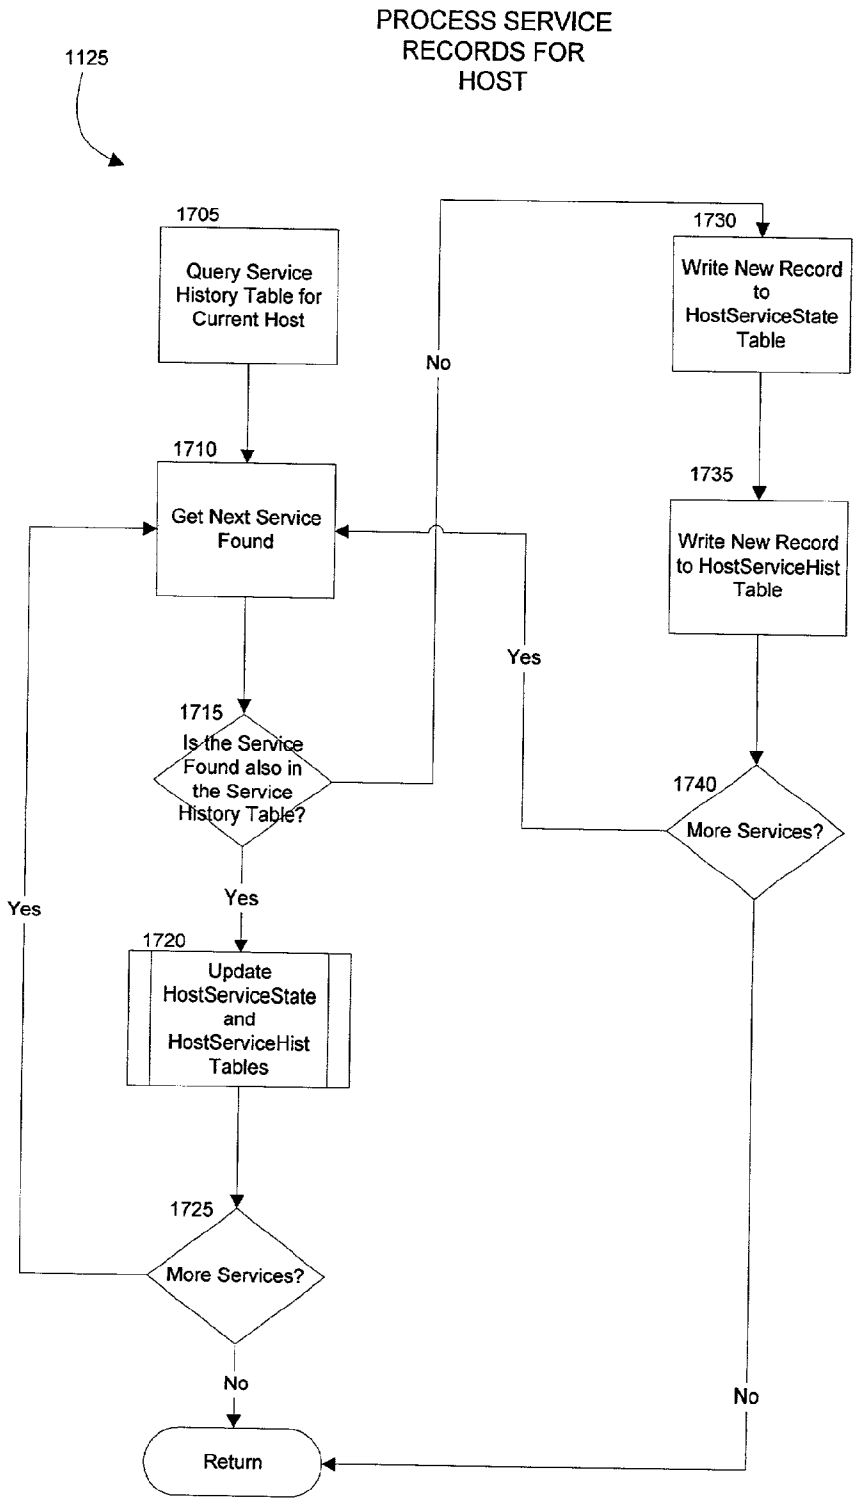 PROCESS SERVICE
RECORDS FOR
HOST
1125
1705
Query Service
History Table for
Current Host
1710
Get Next Service
Found
1715
Is the Service
Found also in
the Service
History Table?
No
Yes
1720
Update
HostServiceState
and
HostServiceHist
Tables
1725
More Services?
Yes
No
Return
1730
Write New Record
to
HostServiceState
Table
1735
Write New Record
to HostServiceHist
Table
1740
More Services?
Yes
No